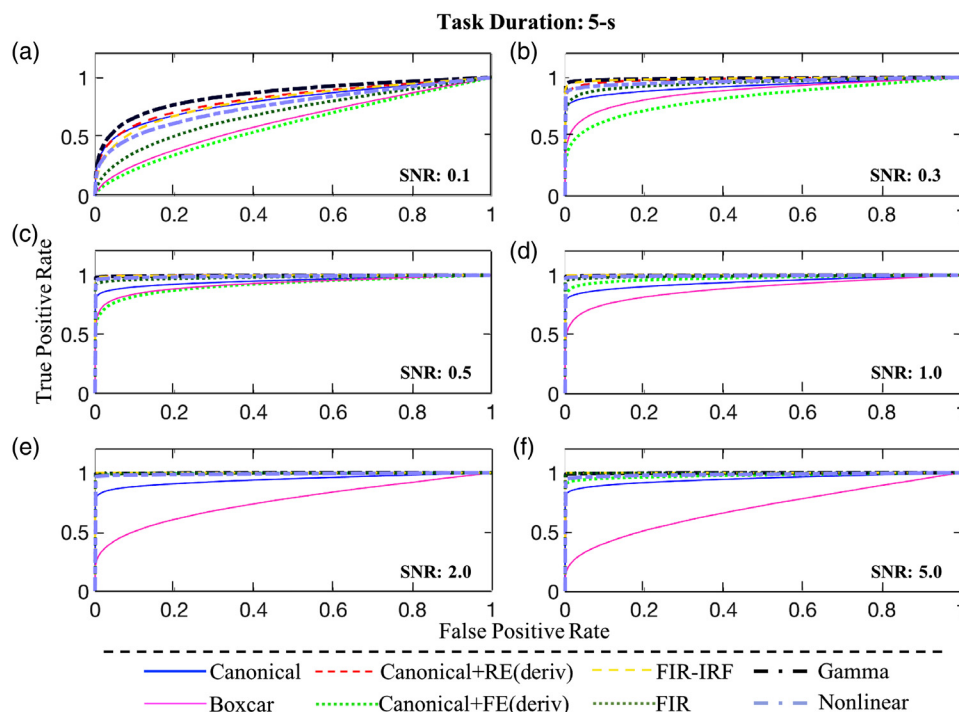 Task Duration: 5-s
(a)
(b)
1
0.5
0
0 0.2 0.4 0.6 0.8 1
SNR: 0.1
1
0.5
0
0 0.2 0.4 0.6 0.8 1
SNR: 0.3
(c)
(d)
1
0.5
0
0 0.2 0.4 0.6 0.8 1
SNR: 0.5
1
0.5
0
0 0.2 0.4 0.6 0.8 1
SNR: 1.0
True Positive Rate
(e)
(f)
1
0.5
0
0 0.2 0.4 0.6 0.8 1
SNR: 2.0
1
0.5
0
0 0.2 0.4 0.6 0.8 1
SNR: 5.0
False Positive Rate
Canonical Canonical+RE(deriv) FIR-IRF Gamma
Boxcar Canonical+FE(deriv) FIR Nonlinear